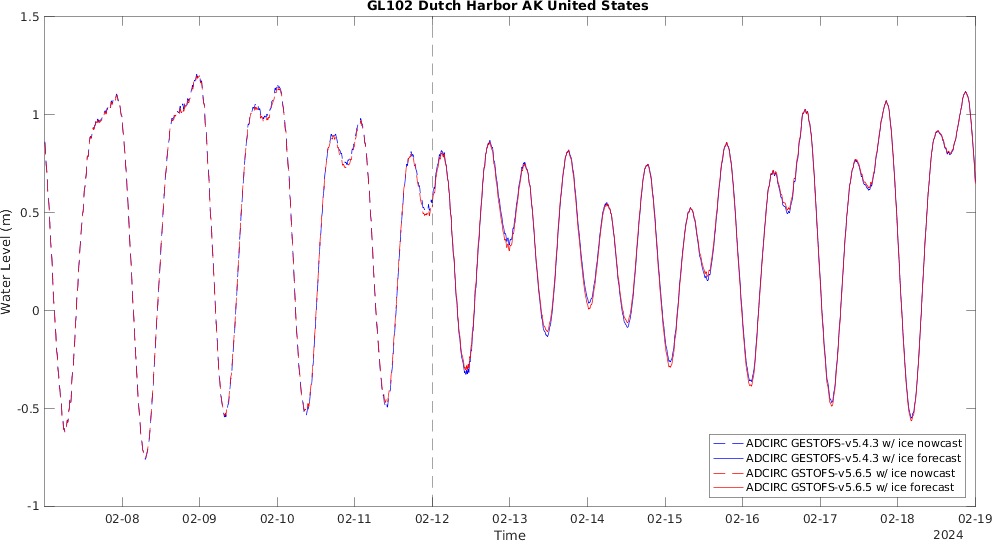 GL102 Dutch Harbor AK United States
1.5
1
0.5
0
-0.5
-1
Water Level (m)
ADCIRC GESTOFS-v5.4.3 w/ ice nowcast
ADCIRC GESTOFS-v5.4.3 w/ ice forecast
ADCIRC GSTOFS-v5.6.5 w/ ice nowcast
ADCIRC GSTOFS-v5.6.5 w/ ice forecast
02-08 02-09 02-10 02-11 02-12 02-13 02-14 02-15 02-16 02-17 02-18 02-19
Time
2024